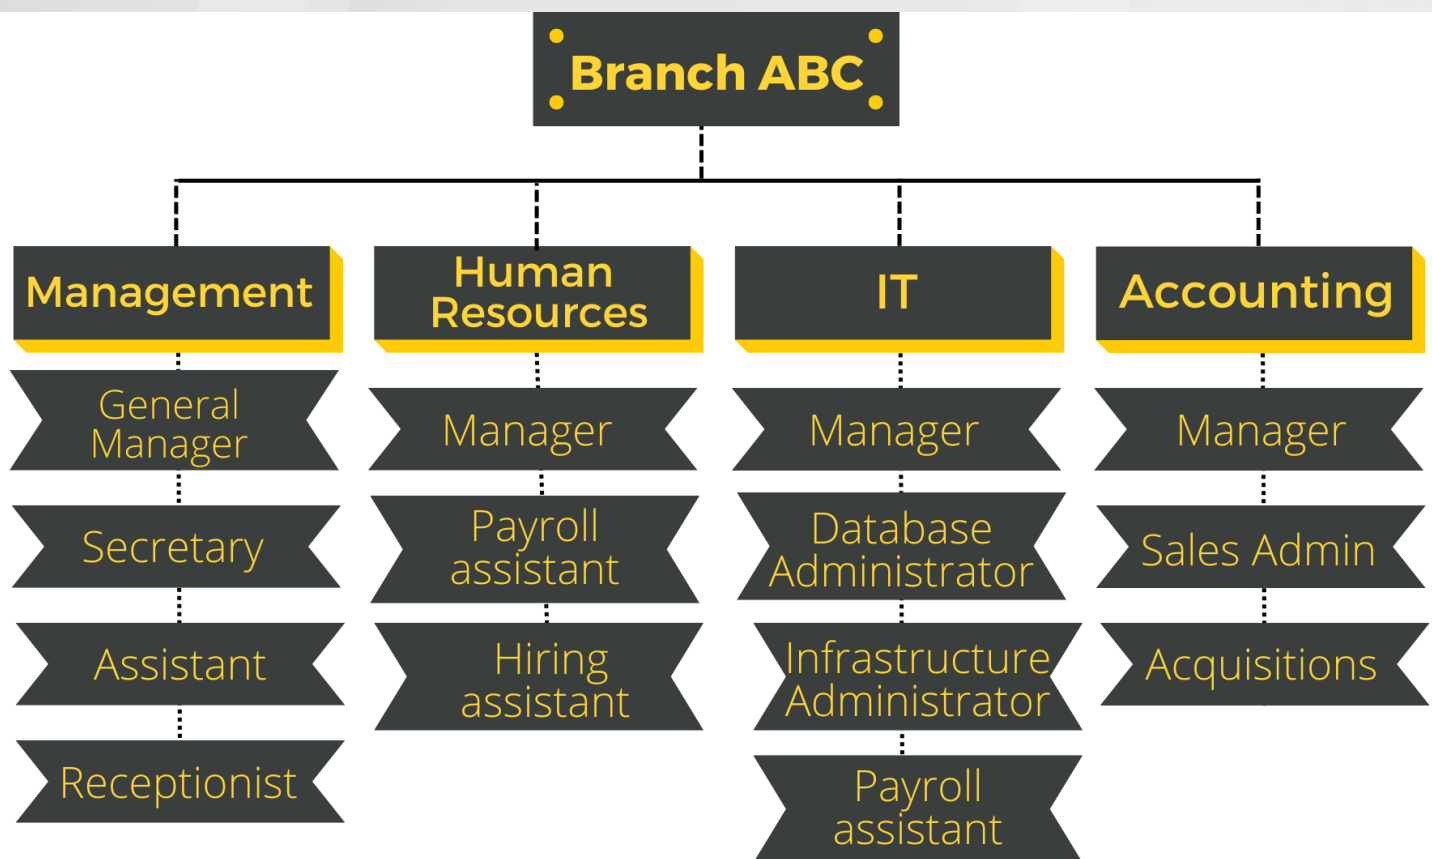 Branch ABC
Management
Human
Resources
IT
Accounting
General
Manager
Secretary
Assistant
Receptionist
Manager
Payroll
assistant
Hiring
assistant
Manager
Database
Administrator
Infrastructure
Administrator
Payroll
assistant
Manager
Sales Admin
Acquisitions